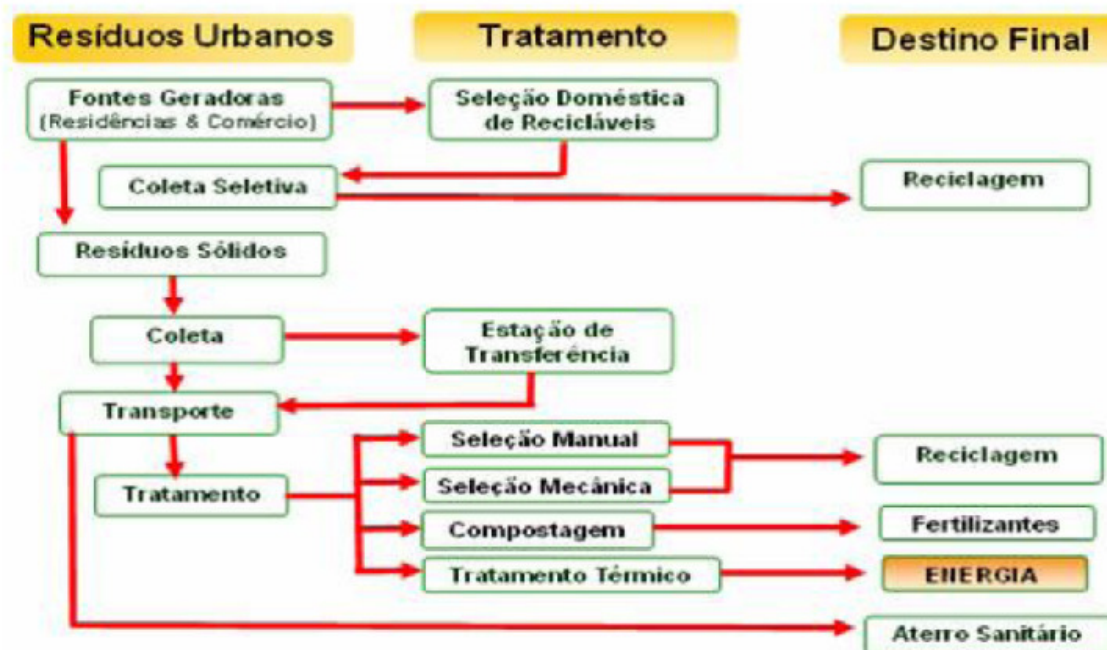 Resíduos Urbanos
Tratamento
Destino Final
Fontes Geradoras
(Residências & Comércio)
Seleção Doméstica
de Recicláveis
Coleta Seletiva
Reciclagem
Resíduos Sólidos
Coleta
Estação de
Transferência
Transporte
Seleção Manual
Reciclagem
Tratamento
Seleção Mecânica
Compostagem
Fertilizantes
Tratamento Térmico
ENERGIA
Aterro Sanitário